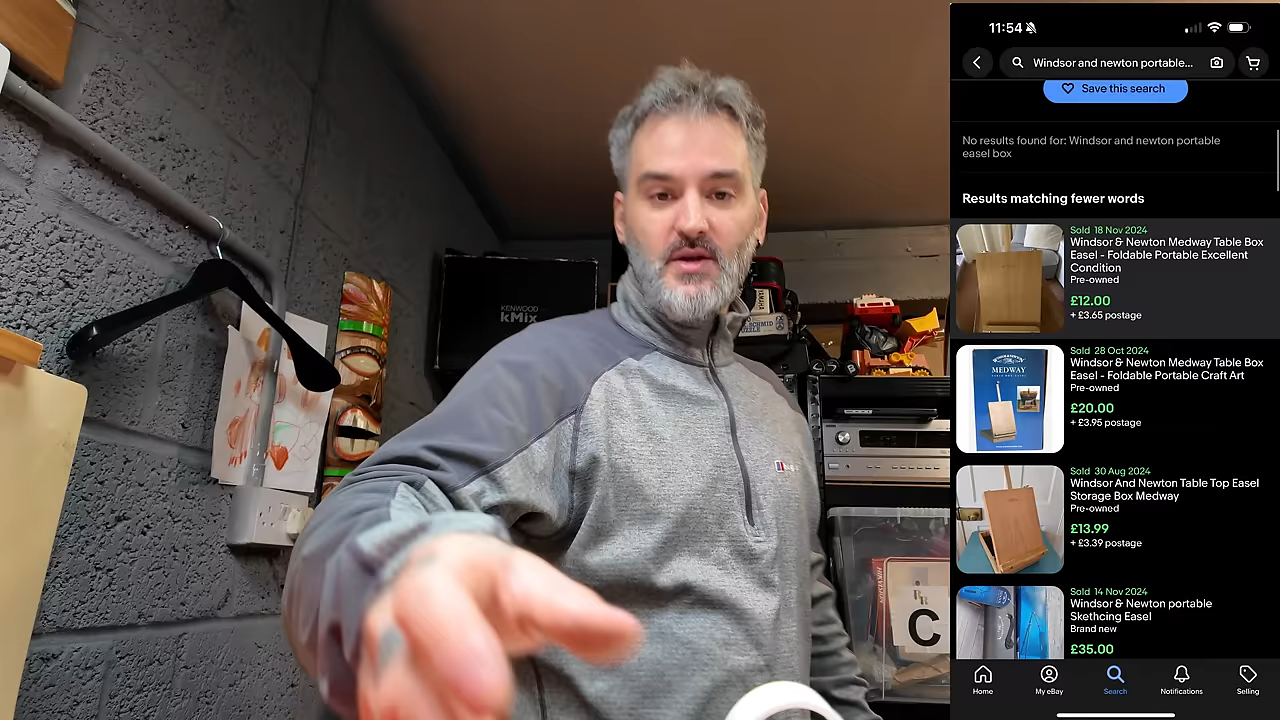 KENWOOD
kMix
YAMAHA
C
11:54
Windsor and newton portable...
Save this search
No results found for: Windsor and newton portable
easel box
Results matching fewer words
Sold 18 Nov 2024
Windsor & Newton Medway Table Box
Easel - Foldable Portable Excellent
Condition
Pre-owned
£12.00
+ £3.65 postage
MEDWAY
Sold 28 Oct 2024
Windsor & Newton Medway Table Box
Easel - Foldable Portable Craft Art
Pre-owned
£20.00
+ £3.95 postage
Sold 30 Aug 2024
Windsor And Newton Table Top Easel
Storage Box Medway
Pre-owned
£13.99
+ £3.39 postage
Sold 14 Nov 2024
Windsor & Newton portable
Skethcing Easel
Brand new
£35.00
Home
My eBay
Search
Notifications
Selling